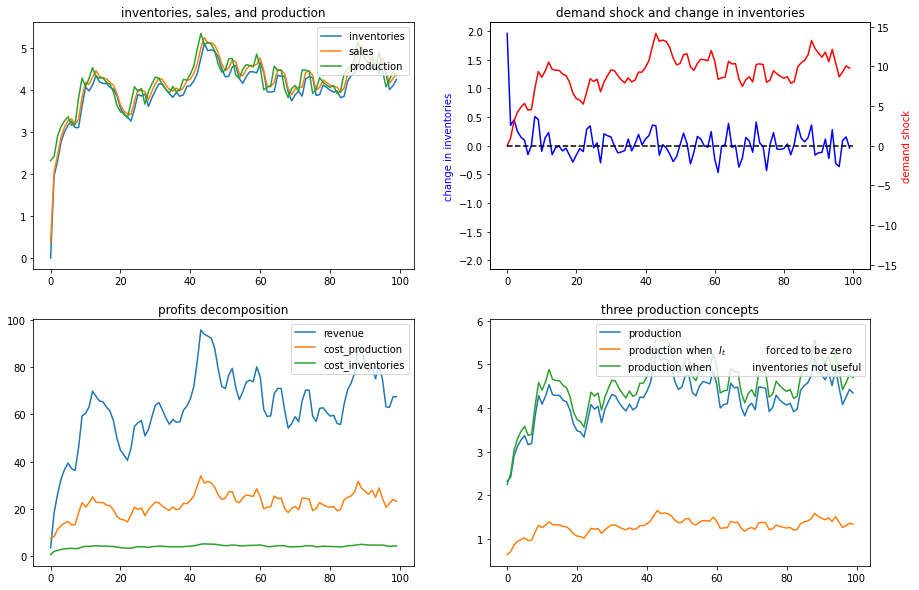 inventories, sales, and production
inventories
sales
production
5
4
3
2
1
0
0 20 40 60 80 100
demand shock and change in inventories
change in inventories
2.0
1.5
1.0
0.5
0.0
−0.5
−1.0
−1.5
−2.0
15
10
5
0
−5
−10
−15
demand shock
0 20 40 60 80 100
profits decomposition
revenue
cost_production
cost_inventories
100
80
60
40
20
0
0 20 40 60 80 100
three production concepts
production
production when I_t forced to be zero
production when inventories not useful
6
5
4
3
2
1
0 20 40 60 80 100